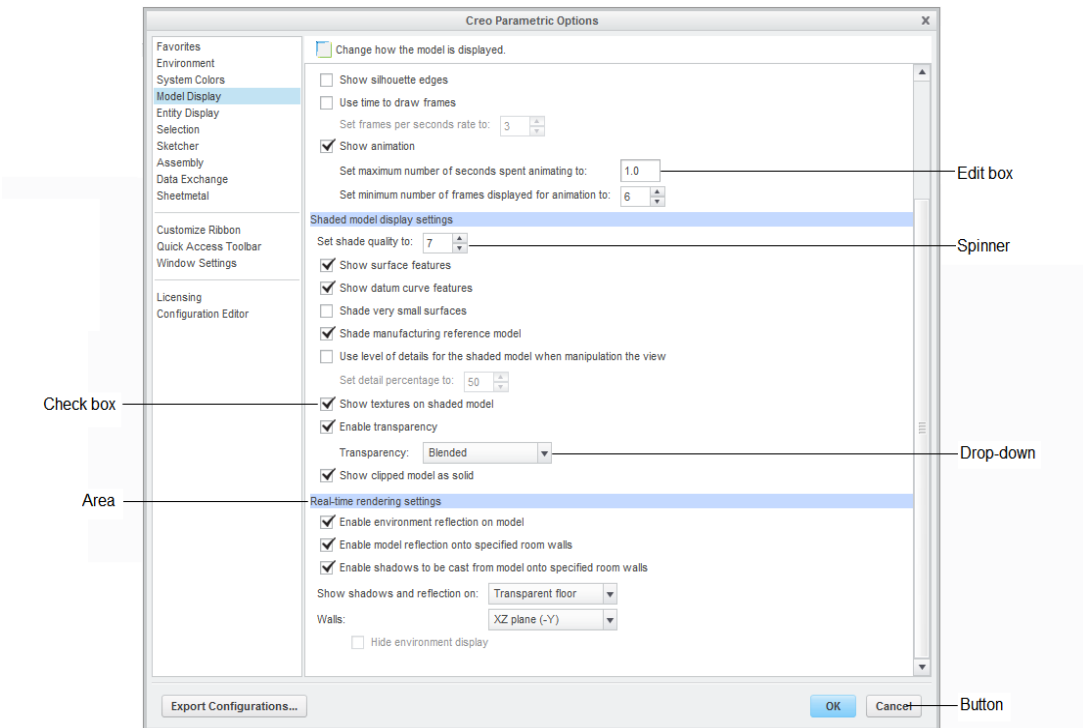 Creo Parametric Options
X
Favorites
Environment
System Colors
Model Display
Entity Display
Selection
Sketcher
Assembly
Data Exchange
Sheetmetal
Customize Ribbon
Quick Access Toolbar
Window Settings
Licensing
Configuration Editor
Change how the model is displayed.
Show silhouette edges
Use time to draw frames
Set frames per seconds rate to: 3
Show animation
Set maximum number of seconds spent animating to: 1.0
Edit box
Set minimum number of frames displayed for animation to: 6
Shaded model display settings
Set shade quality to: 7
Spinner
Show surface features
Show datum curve features
Shade very small surfaces
Shade manufacturing reference model
Use level of details for the shaded model when manipulation the view
Set detail percentage to: 50
Check box
Show textures on shaded model
Enable transparency
Transparency: Blended
Drop-down
Show clipped model as solid
Area
Real-time rendering settings
Enable environment reflection on model
Enable model reflection onto specified room walls
Enable shadows to be cast from model onto specified room walls
Show shadows and reflection on: Transparent floor
Walls: XZ plane (-Y)
Hide environment display
Export Configurations...
OK
Cancel
Button